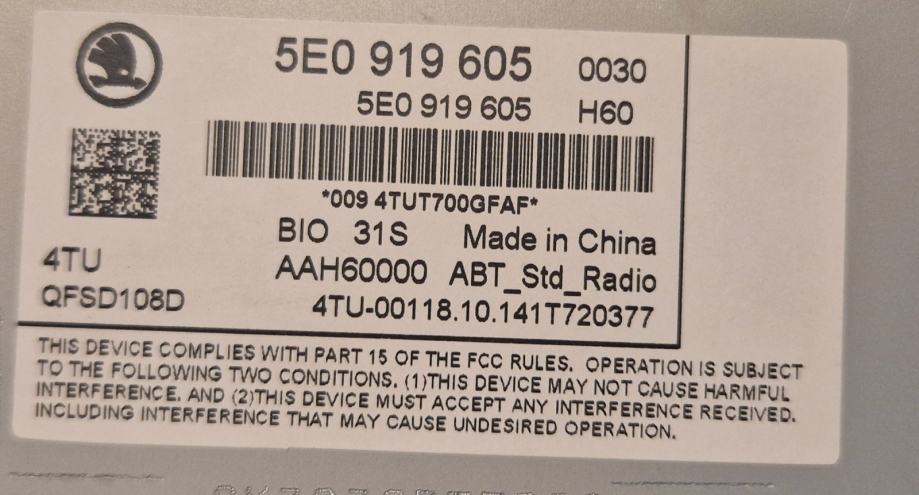 5E0 919 605 0030
5E0 919 605 H60
*009 4TUT700GFAF*
BIO 31S Made in China
4TU
AAH60000 ABT_Std_Radio
QFSD108D
4TU-00118.10.141T720377
THIS DEVICE COMPLIES WITH PART 15 OF THE FCC RULES. OPERATION IS SUBJECT
TO THE FOLLOWING TWO CONDITIONS. (1)THIS DEVICE MAY NOT CAUSE HARMFUL
INTERFERENCE. AND (2)THIS DEVICE MUST ACCEPT ANY INTERFERENCE RECEIVED.
INCLUDING INTERFERENCE THAT MAY CAUSE UNDESIRED OPERATION.